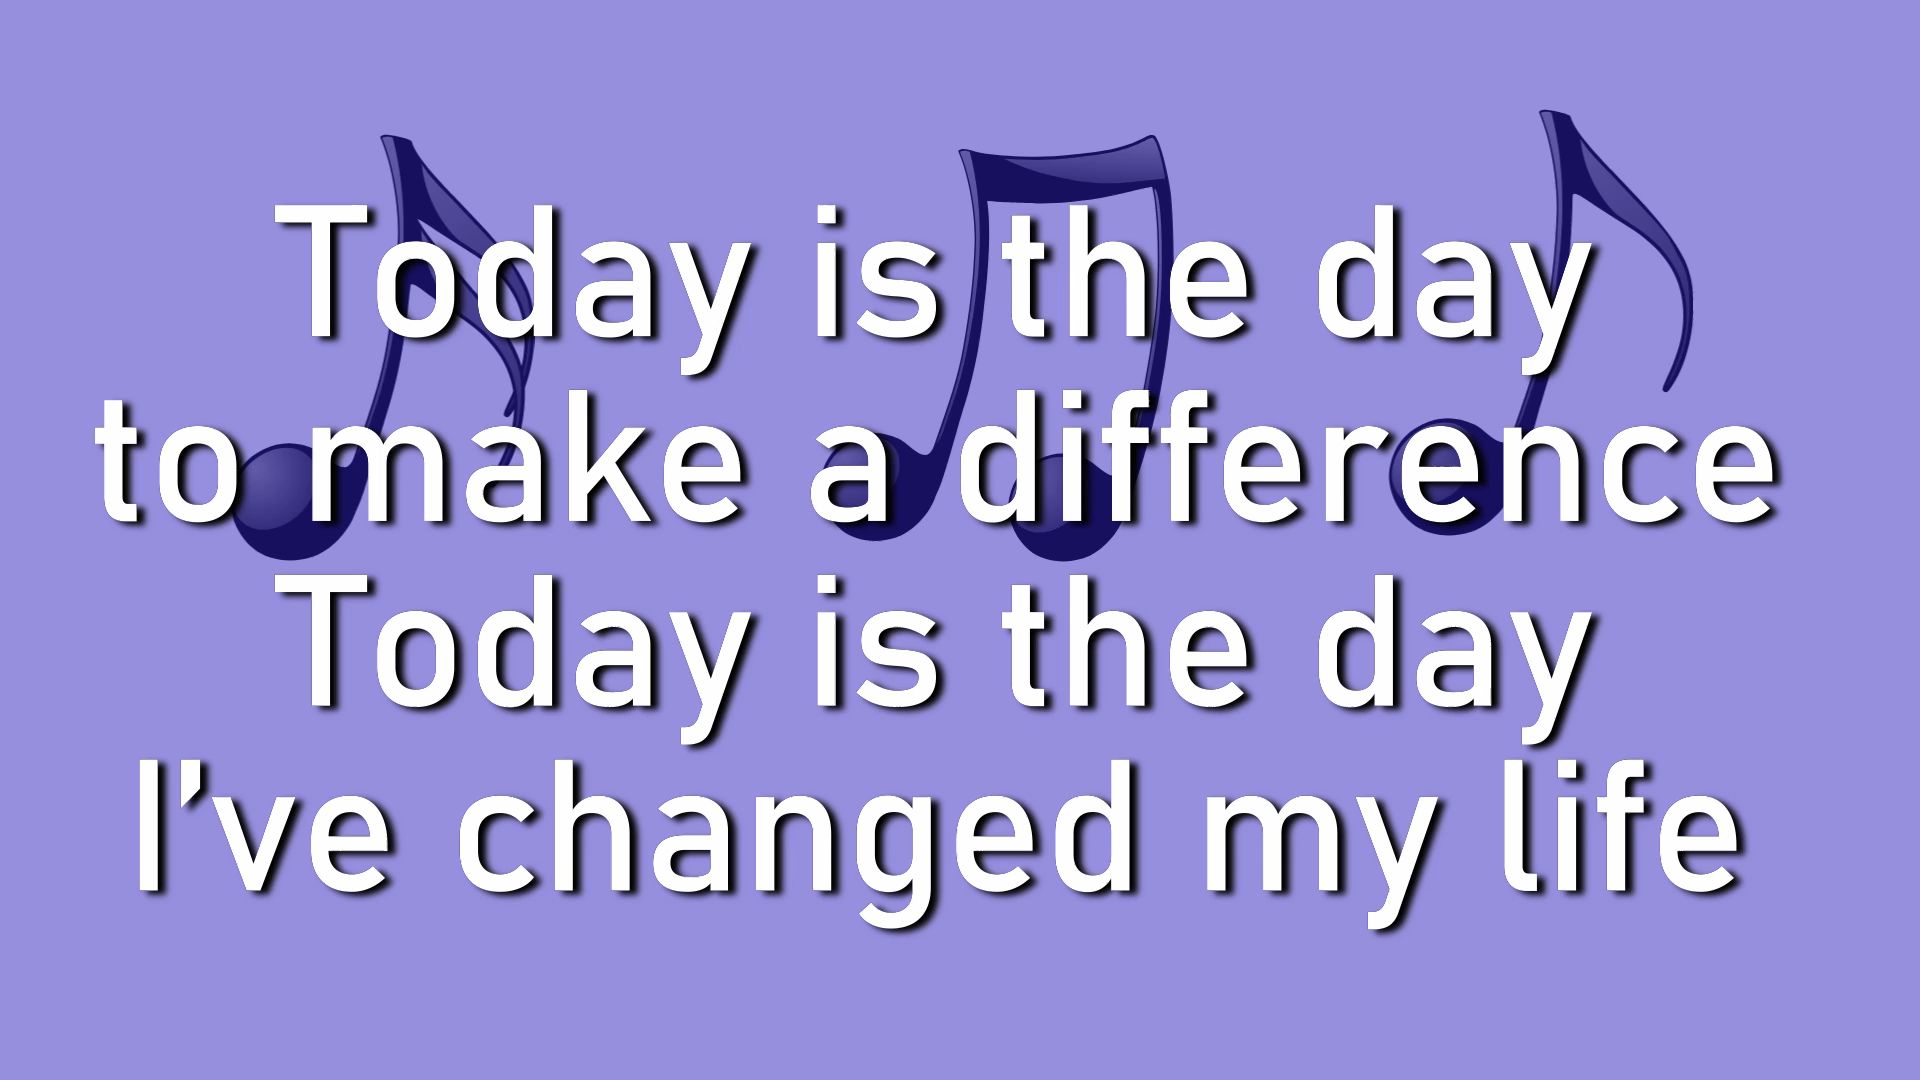 Today is the day
to make a difference
Today is the day
I’ve changed my life